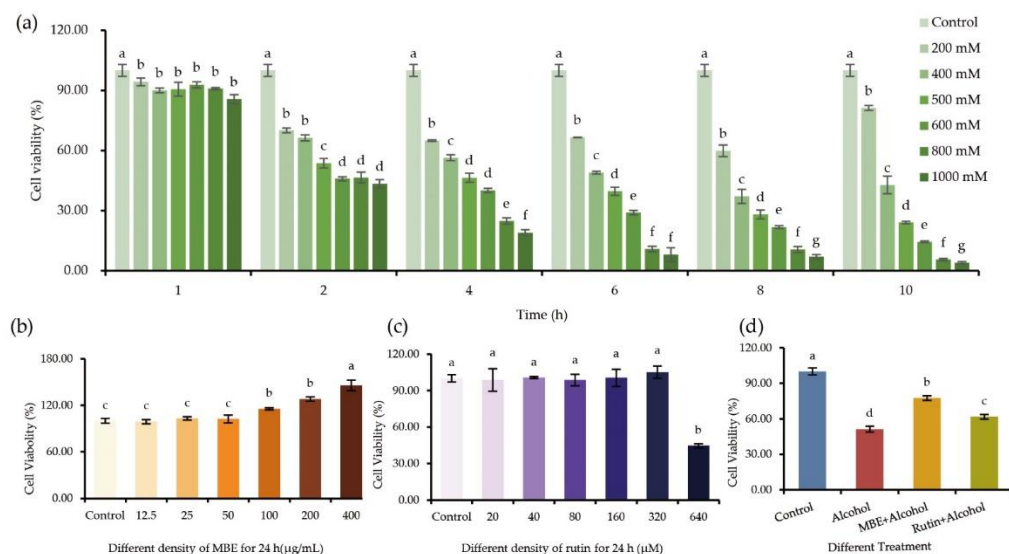 (a)
120.00
90.00
60.00
30.00
0.00
Cell viability (%)
a b b b b b b
a b b c d d d
a b c d d e f
a b c d e f f
a b c d e f g
a b c d e f g
1 2 4 6 8 10
Time (h)
Control
200 mM
400 mM
500 mM
600 mM
800 mM
1000 mM
(b)
180.00
120.00
60.00
0.00
Cell Viabolity (%)
c c c c b b a
Control 12.5 25 50 100 200 400
Different density of MBE for 24 h(μg/mL)
(c)
120.00
90.00
60.00
30.00
0.00
Cell Viability (%)
a a a a a a b
Control 20 40 80 160 320 640
Different density of rutin for 24 h (μM)
(d)
120.00
90.00
60.00
30.00
0.00
Cell Viability (%)
a d b c
Control Alcohol MBE+Alcohol Rutin+Alcohol
Different Treatment